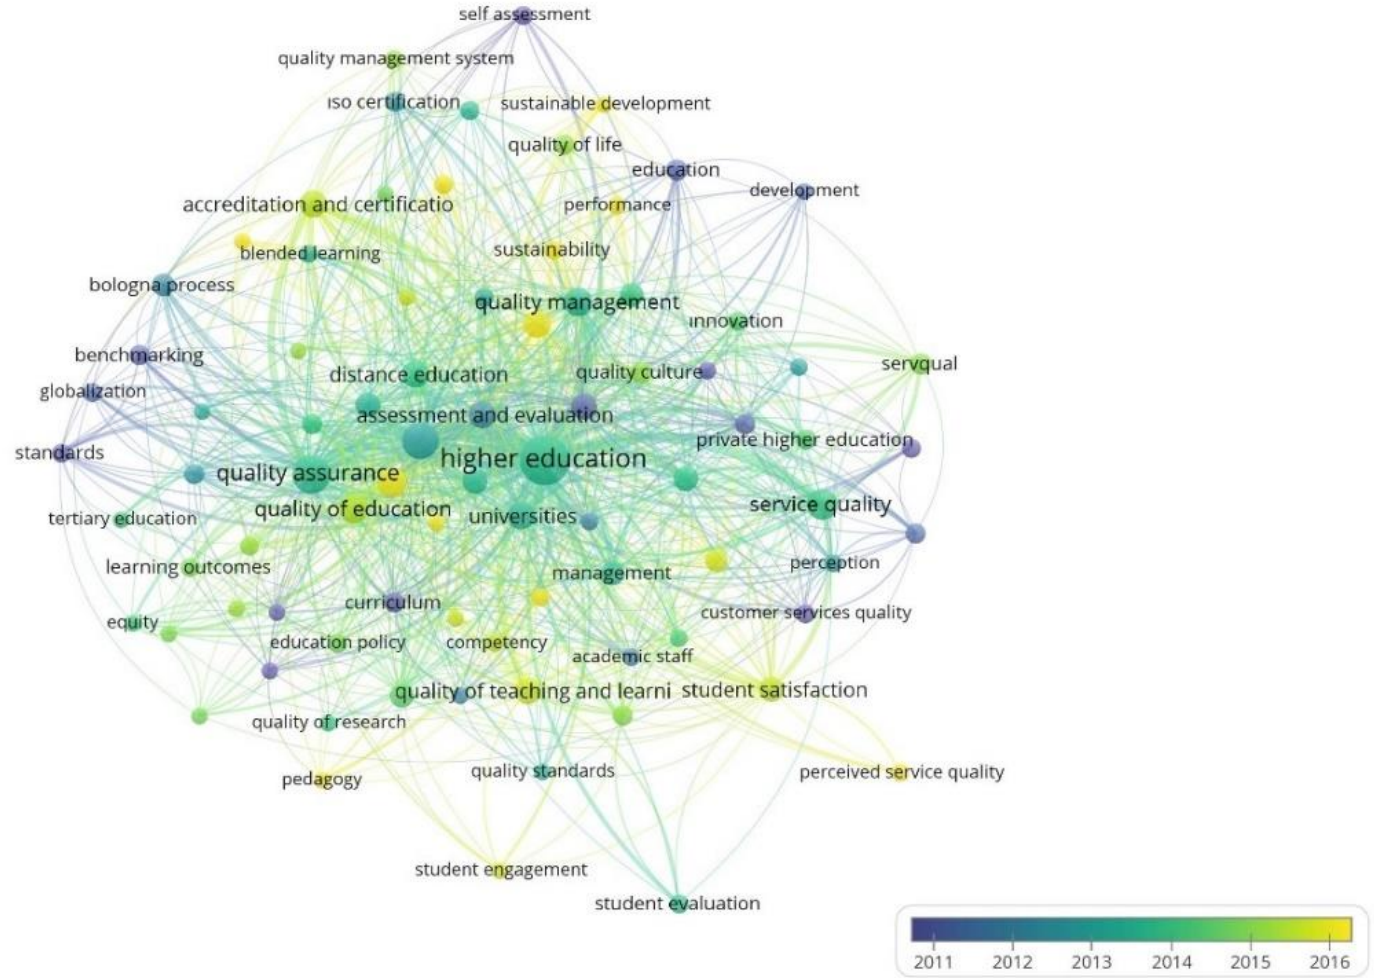 self assessment
quality management system
iso certification
sustainable development
quality of life
education
development
accreditation and certificatio
performance
blended learning
sustainability
bologna process
quality management
innovation
benchmarking
servqual
distance education
quality culture
globalization
assessment and evaluation
private higher education
standards
higher education
quality assurance
service quality
quality of education
universities
tertiary education
perception
learning outcomes
management
curriculum
customer services quality
equity
education policy
competency
academic staff
quality of teaching and learni
student satisfaction
quality of research
quality standards
perceived service quality
pedagogy
student engagement
student evaluation
2011 2012 2013 2014 2015 2016